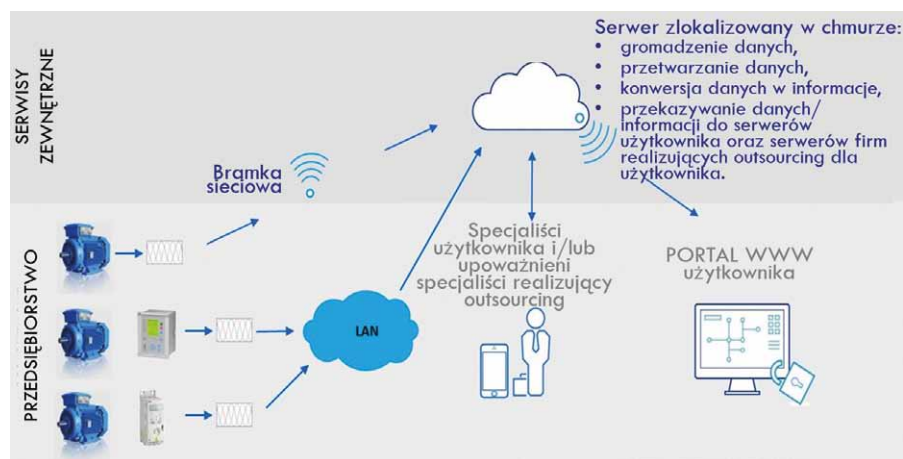 SERWISY
ZEWNĘTRZNE
Serwer zlokalizowany w chmurze:
• gromadzenie danych,
• przetwarzanie danych,
• konwersja danych w informacje,
• przekazywanie danych/
informacji do serwerów
użytkownika oraz serwerów firm
realizujących outsourcing dla
użytkownika.
Bramka
sieciowa
PRZEDSIĘBIORSTWO
LAN
Specjaliści
użytkownika i/lub
upoważnieni
specjaliści realizujący
outsourcing
PORTAL WWW
użytkownika